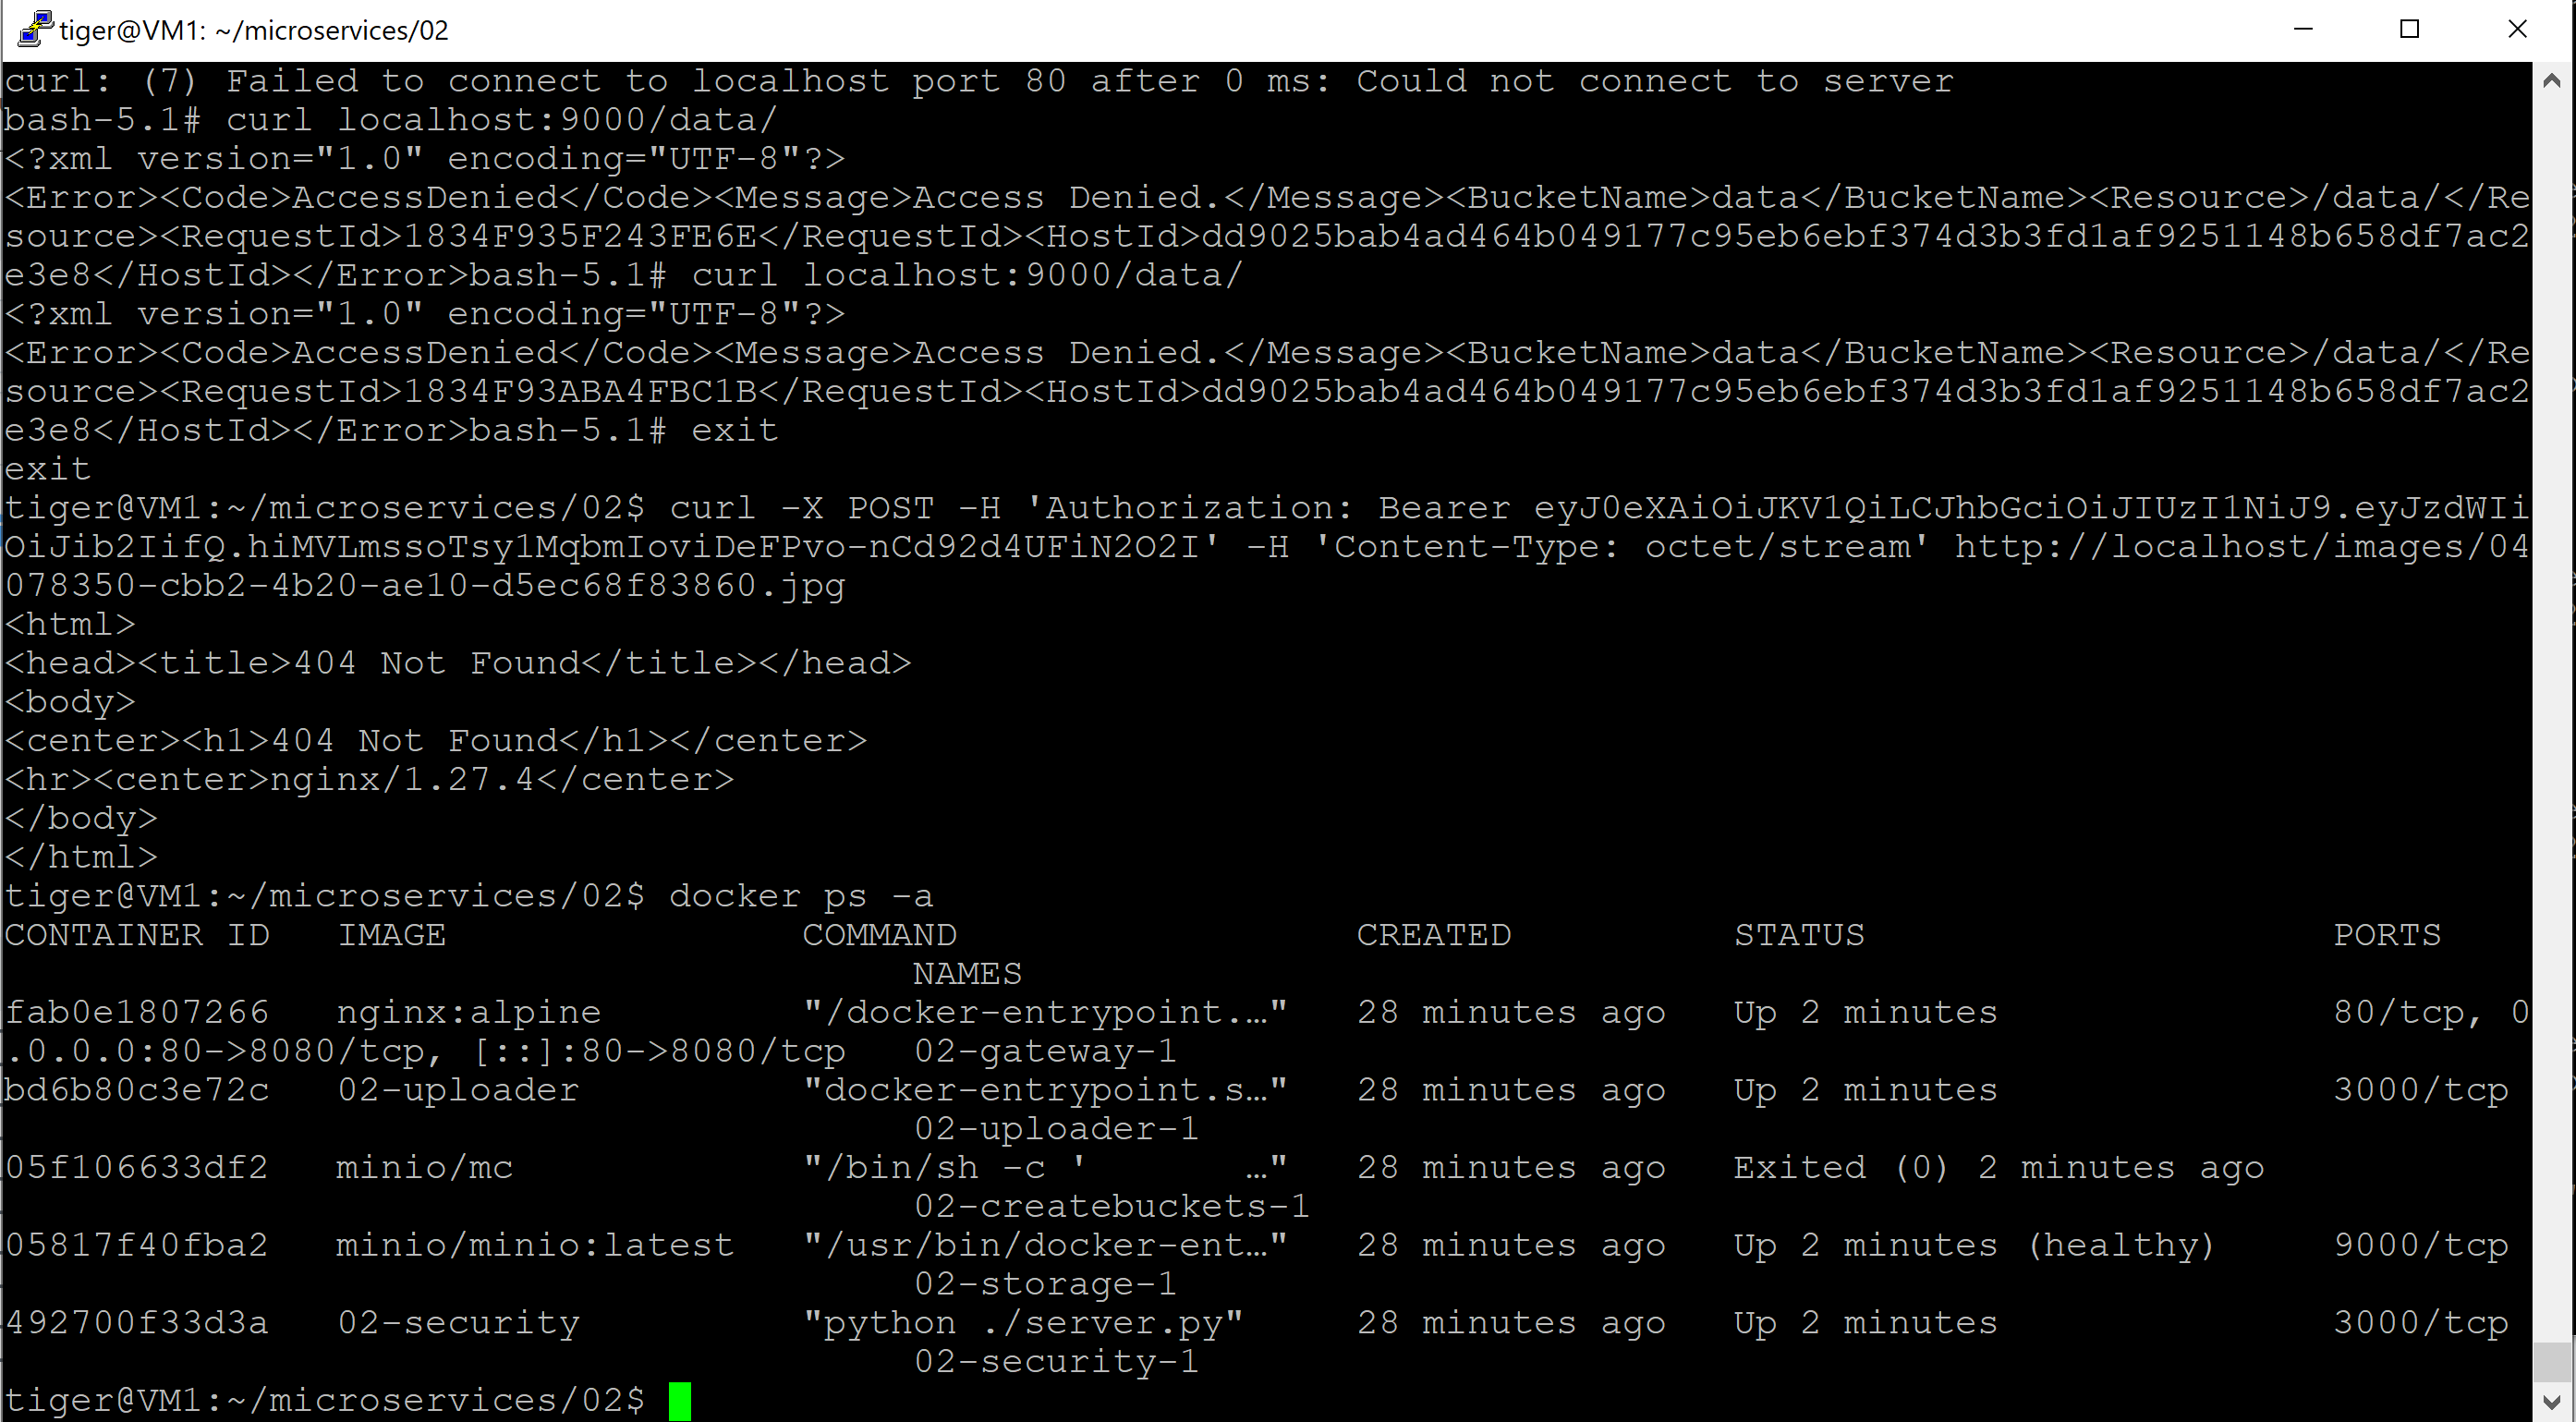 tiger@VM1: ~/microservices/02
curl: (7) Failed to connect to localhost port 80 after 0 ms: Could not connect to server
bash-5.1# curl localhost:9000/data/
<?xml version="1.0" encoding="UTF-8"?>
<Error><Code>AccessDenied</Code><Message>Access Denied.</Message><BucketName>data</BucketName><Resource>/data/</Re
source><RequestId>1834F935F243FE6E</RequestId><HostId>dd9025bab4ad464b049177c95eb6ebf374d3b3fd1af9251148b658df7ac2
e3e8</HostId></Error>bash-5.1# curl localhost:9000/data/
<?xml version="1.0" encoding="UTF-8"?>
<Error><Code>AccessDenied</Code><Message>Access Denied.</Message><BucketName>data</BucketName><Resource>/data/</Re
source><RequestId>1834F93ABA4FBC1B</RequestId><HostId>dd9025bab4ad464b049177c95eb6ebf374d3b3fd1af9251148b658df7ac2
e3e8</HostId></Error>bash-5.1# exit
exit
tiger@VM1:~/microservices/02$ curl -X POST -H 'Authorization: Bearer eyJ0eXAiOiJKV1QiLCJhbGciOiJIUzI1NiJ9.eyJzdWIi
OiJib2IifQ.hiMVLmssoTsy1MqbmIoviDeFPvo-nCd92d4UFiN2O2I' -H 'Content-Type: octet/stream' http://localhost/images/04
078350-cbb2-4b20-ae10-d5ec68f83860.jpg
<html>
<head><title>404 Not Found</title></head>
<body>
<center><h1>404 Not Found</h1></center>
<hr><center>nginx/1.27.4</center>
</body>
</html>
tiger@VM1:~/microservices/02$ docker ps -a
CONTAINER ID   IMAGE                COMMAND                  CREATED          STATUS                     PORTS
NAMES
fab0e1807266   nginx:alpine         "/docker-entrypoint.…"   28 minutes ago   Up 2 minutes               80/tcp, 0
.0.0.0:80->8080/tcp, [::]:80->8080/tcp   02-gateway-1
bd6b80c3e72c   02-uploader          "docker-entrypoint.s…"   28 minutes ago   Up 2 minutes               3000/tcp
02-uploader-1
05f106633df2   minio/mc             "/bin/sh -c '       …"   28 minutes ago   Exited (0) 2 minutes ago
02-createbuckets-1
05817f40fba2   minio/minio:latest   "/usr/bin/docker-ent…"   28 minutes ago   Up 2 minutes (healthy)     9000/tcp
02-storage-1
492700f33d3a   02-security          "python ./server.py"     28 minutes ago   Up 2 minutes               3000/tcp
02-security-1
tiger@VM1:~/microservices/02$